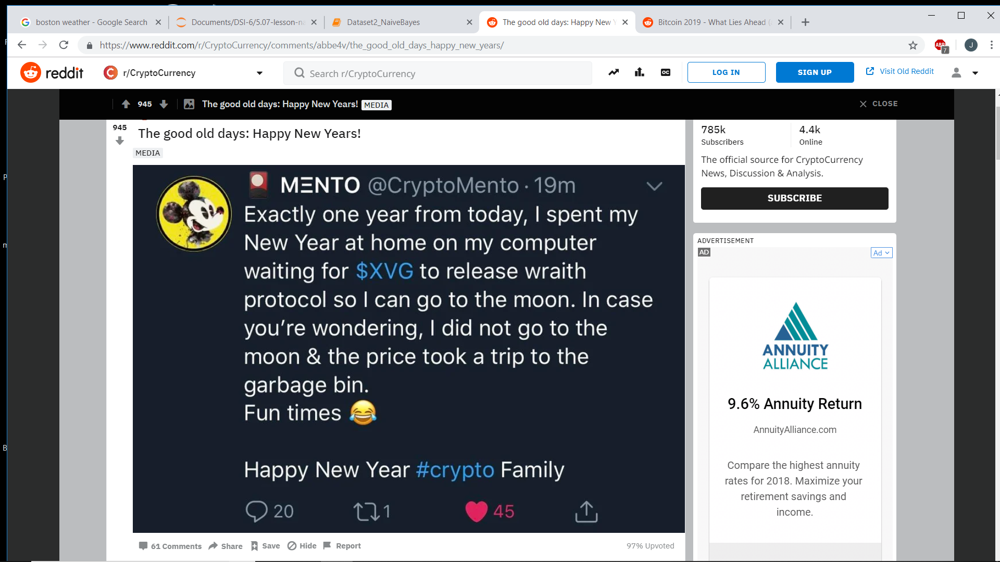 boston weather - Google Search
Documents/DSI-6/5.07-lesson-n
Dataset2_NaiveBayes
The good old days: Happy New Y
Bitcoin 2019 - What Lies Ahead (
https://www.reddit.com/r/CryptoCurrency/comments/abbe4v/the_good_old_days_happy_new_years/
ABP
7
J
reddit
r/CryptoCurrency
Search r/CryptoCurrency
OC
LOG IN
SIGN UP
Visit Old Reddit
945
The good old days: Happy New Years! MEDIA
CLOSE
945
The good old days: Happy New Years!
MEDIA
MΞNTO @CryptoMento · 19m
Exactly one year from today, I spent my
New Year at home on my computer
waiting for $XVG to release wraith
protocol so I can go to the moon. In case
you're wondering, I did not go to the
moon & the price took a trip to the
garbage bin.
Fun times 😂
Happy New Year #crypto Family
20
1
45
61 Comments
Share
Save
Hide
Report
97% Upvoted
785k
Subscribers
4.4k
Online
The official source for CryptoCurrency
News, Discussion & Analysis.
SUBSCRIBE
ADVERTISEMENT
AD
Ad
ANNUITY
ALLIANCE
9.6% Annuity Return
AnnuityAlliance.com
Compare the highest annuity
rates for 2018. Maximize your
retirement savings and
income.